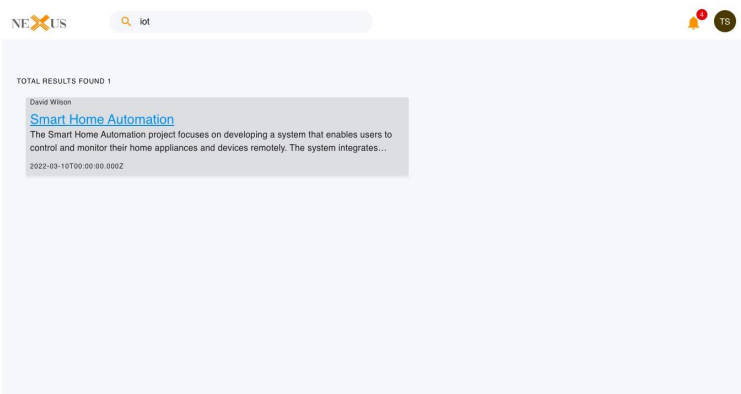 NEXUS
iot
4
TS
TOTAL RESULTS FOUND 1
David Wilson
Smart Home Automation
The Smart Home Automation project focuses on developing a system that enables users to
control and monitor their home appliances and devices remotely. The system integrates...
2022-03-10T00:00:00.000Z